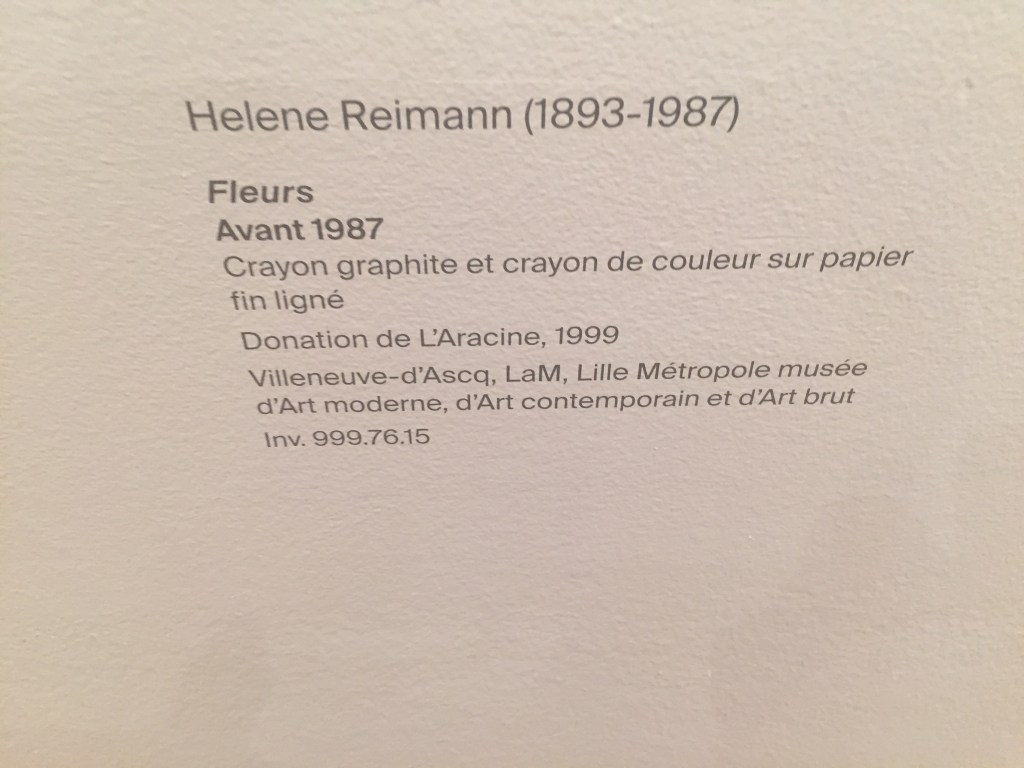 Helene Reimann (1893-1987)
Fleurs
Avant 1987
Crayon graphite et crayon de couleur sur papier
fin ligné
Donation de L'Aracine, 1999
Villeneuve-d'Ascq, LaM, Lille Métropole musée
d'Art moderne, d'Art contemporain et d'Art brut
Inv. 999.76.15